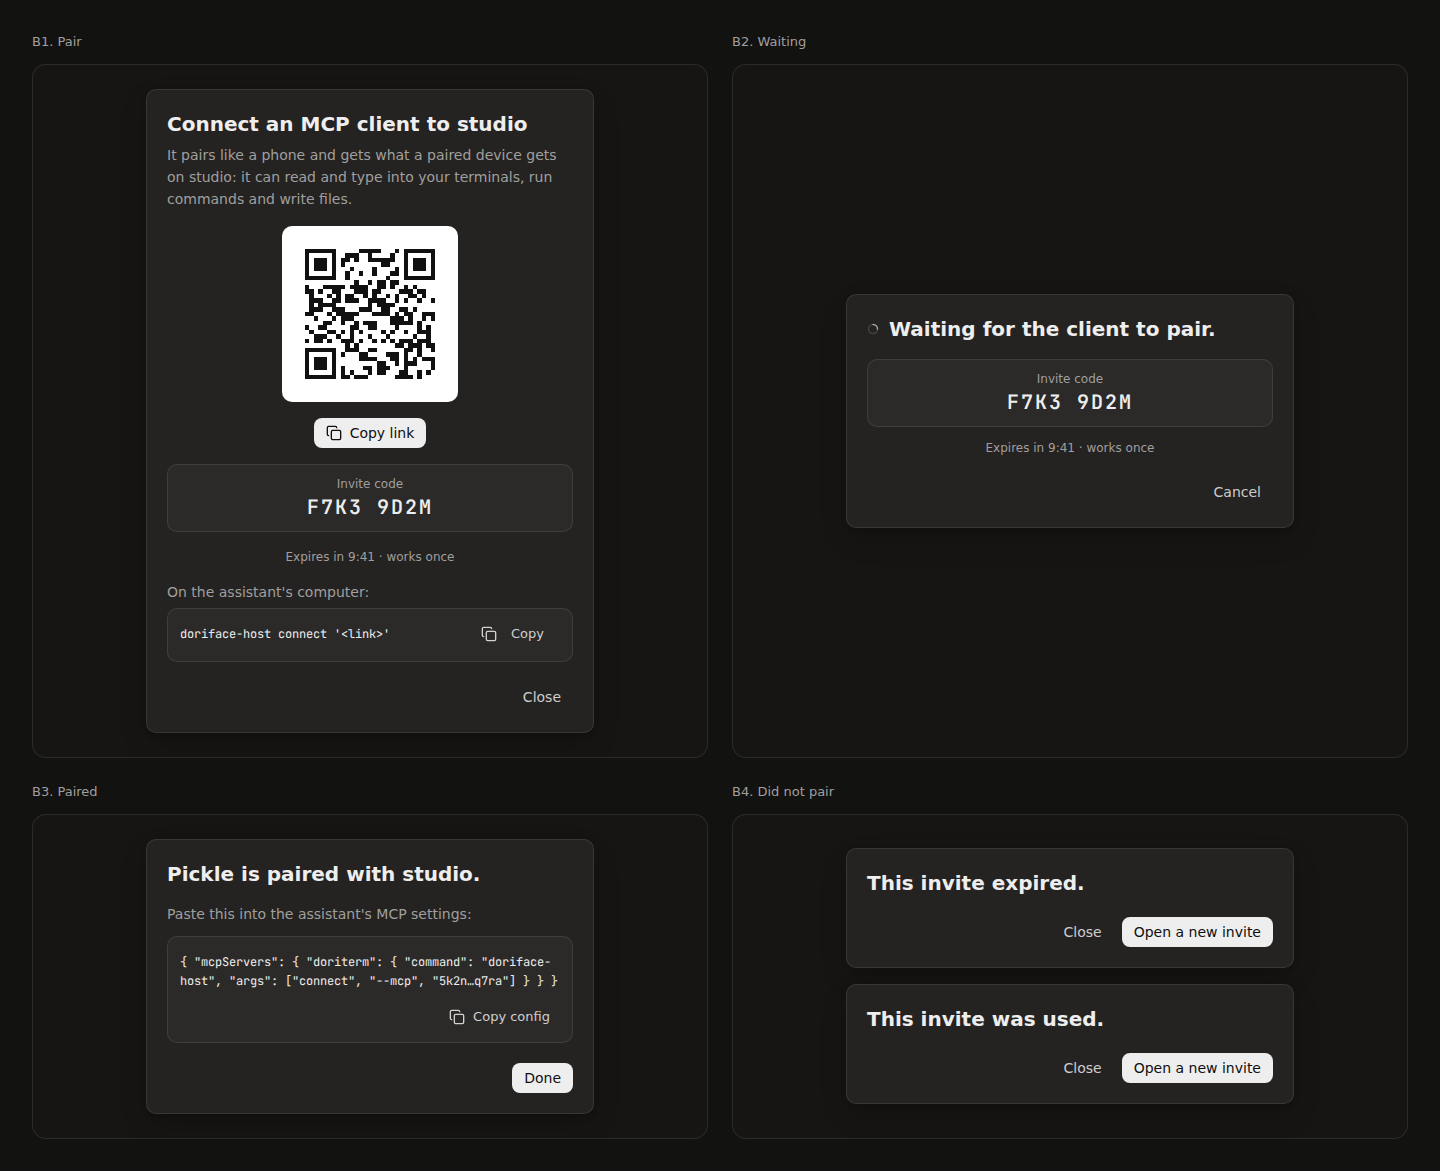 B1. Pair
Connect an MCP client to studio
It pairs like a phone and gets what a paired device gets
on studio: it can read and type into your terminals, run
commands and write files.
Copy link
Invite code
F7K3 9D2M
Expires in 9:41 · works once
On the assistant's computer:
doriface-host connect '<link>'
Copy
Close
B2. Waiting
Waiting for the client to pair.
Invite code
F7K3 9D2M
Expires in 9:41 · works once
Cancel
B3. Paired
Pickle is paired with studio.
Paste this into the assistant's MCP settings:
{ "mcpServers": { "doriterm": { "command": "doriface-
host", "args": ["connect", "--mcp", "5k2n…q7ra"] } } }
Copy config
Done
B4. Did not pair
This invite expired.
Close
Open a new invite
This invite was used.
Close
Open a new invite